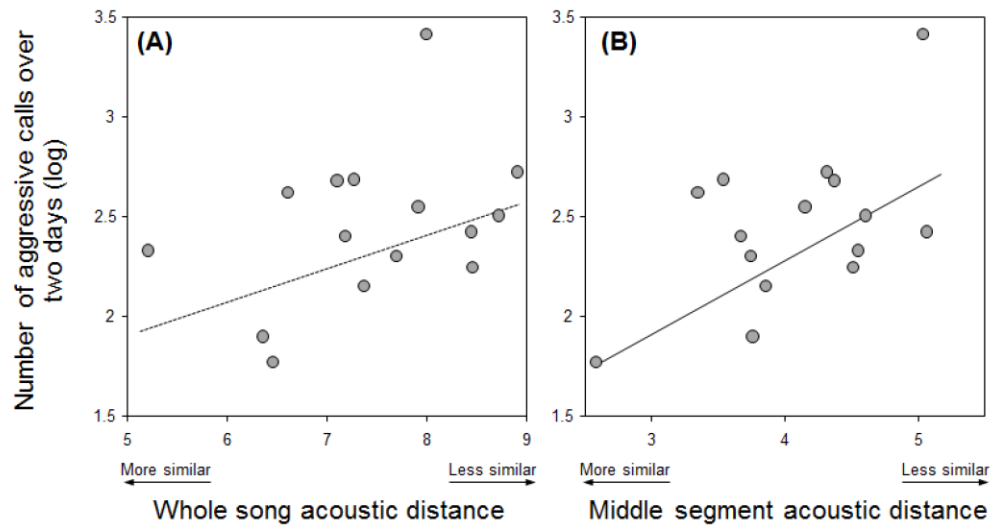 Number of aggressive calls over
two days (log)
(A)
3.5
3
2.5
2
1.5
5 6 7 8 9
More similar Less similar
Whole song acoustic distance
(B)
3.5
3
2.5
2
1.5
3 4 5
More similar Less similar
Middle segment acoustic distance